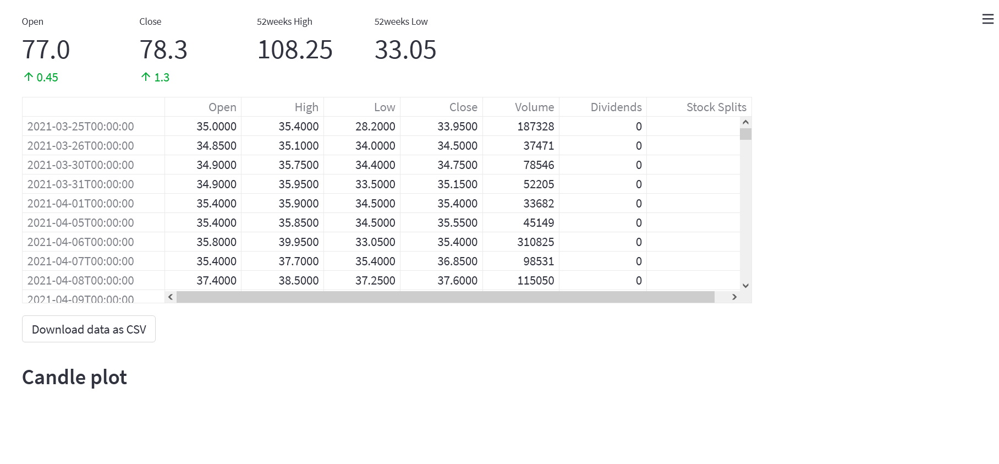 Open Close 52weeks High 52weeks Low
77.0 78.3 108.25 33.05
↑ 0.45 ↑ 1.3
Open High Low Close Volume Dividends Stock Splits
2021-03-25T00:00:00 35.0000 35.4000 28.2000 33.9500 187328 0
2021-03-26T00:00:00 34.8500 35.1000 34.0000 34.5000 37471 0
2021-03-30T00:00:00 34.9000 35.7500 34.4000 34.7500 78546 0
2021-03-31T00:00:00 34.9000 35.9500 33.5000 35.1500 52205 0
2021-04-01T00:00:00 35.4000 35.9000 34.5000 35.4000 33682 0
2021-04-05T00:00:00 35.4000 35.8500 34.5000 35.5500 45149 0
2021-04-06T00:00:00 35.8000 39.9500 33.0500 35.4000 310825 0
2021-04-07T00:00:00 35.4000 37.7000 35.4000 36.8500 98531 0
2021-04-08T00:00:00 37.4000 38.5000 37.2500 37.6000 115050 0
2021-04-09T00:00:00
Download data as CSV
Candle plot